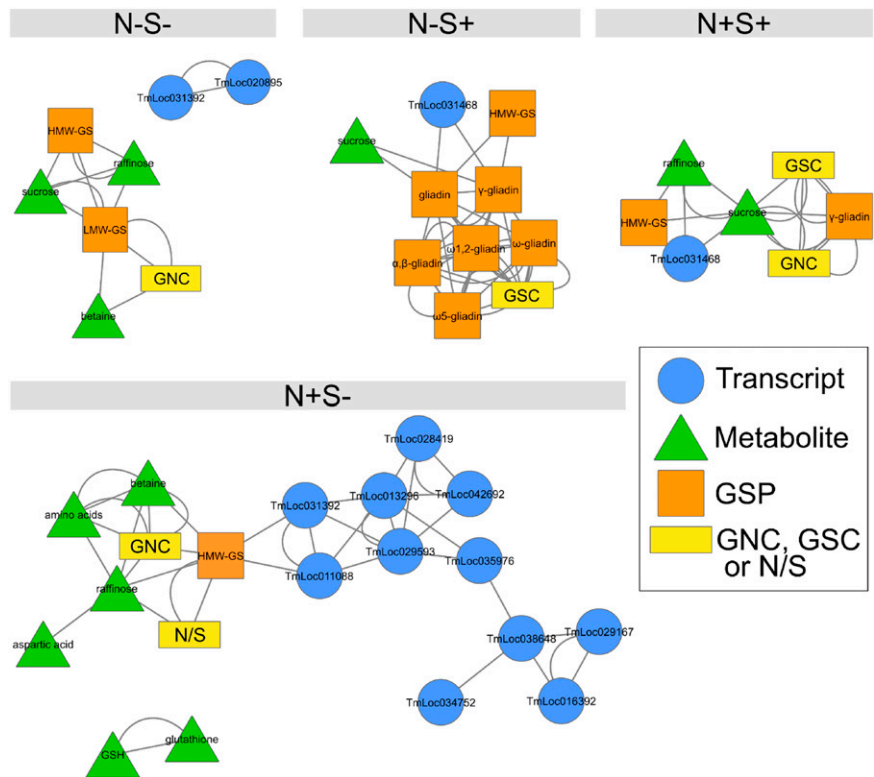 N-S-
N-S+
N+S+
TmLoc031392
TmLoc020895
HMW-GS
raffinose
sucrose
LMW-GS
GNC
betaine
TmLoc031468
HMW-GS
sucrose
gliadin
γ-gliadin
α,β-gliadin
ω1,2-gliadin
ω-gliadin
GSC
ω5-gliadin
raffinose
GSC
HMW-GS
sucrose
γ-gliadin
TmLoc031468
GNC
N+S-
betaine
amino acids
GNC
HMW-GS
raffinose
N/S
aspartic acid
GSH
glutathione
TmLoc028419
TmLoc031392
TmLoc013296
TmLoc042692
TmLoc011088
TmLoc029593
TmLoc035976
TmLoc038648
TmLoc029167
TmLoc034752
TmLoc016392
Transcript
Metabolite
GSP
GNC, GSC
or N/S